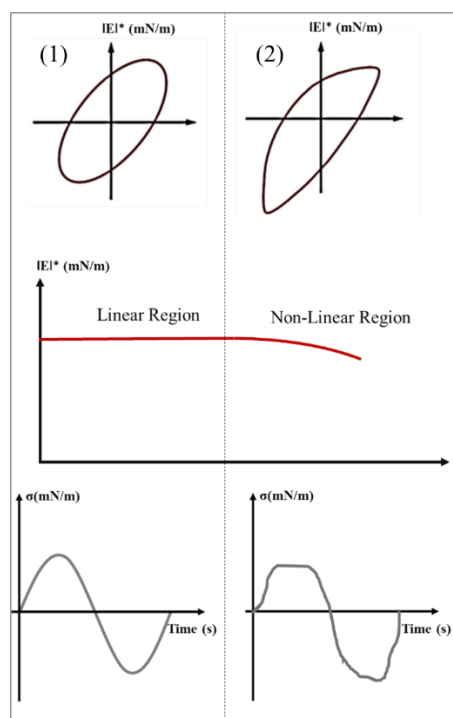 |E|* (mN/m)
(1)
|E|* (mN/m)
(2)
|E|* (mN/m)
Linear Region
Non-Linear Region
σ(mN/m)
Time (s)
σ(mN/m)
Time (s)